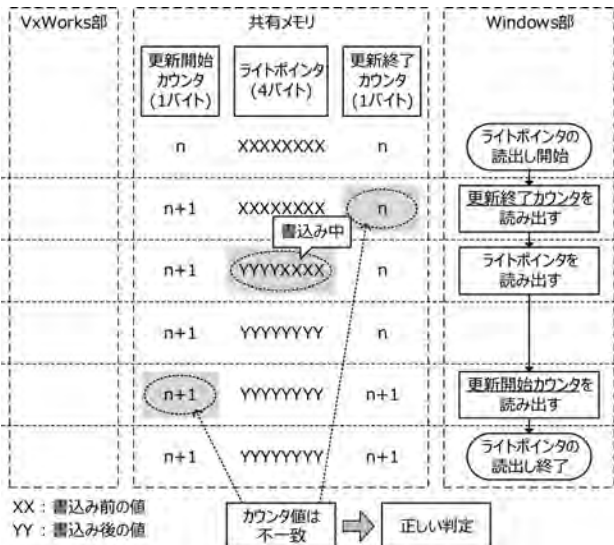 VxWorks部
共有メモリ
Windows部
更新開始
カウンタ
(1バイト)
ライトポインタ
(4バイト)
更新終了
カウンタ
(1バイト)
n XXXXXXXX n
ライトポインタの
読出し開始
n+1 XXXXXXXX n
更新終了カウンタを
読み出す
書込み中
n+1 YYYYXXXX n
ライトポインタを
読み出す
n+1 YYYYYYYY n
n+1 YYYYYYYY n+1
更新開始カウンタを
読み出す
n+1 YYYYYYYY n+1
ライトポインタの
読出し終了
XX：書込み前の値
YY：書込み後の値
カウンタ値は
不一致
正しい判定